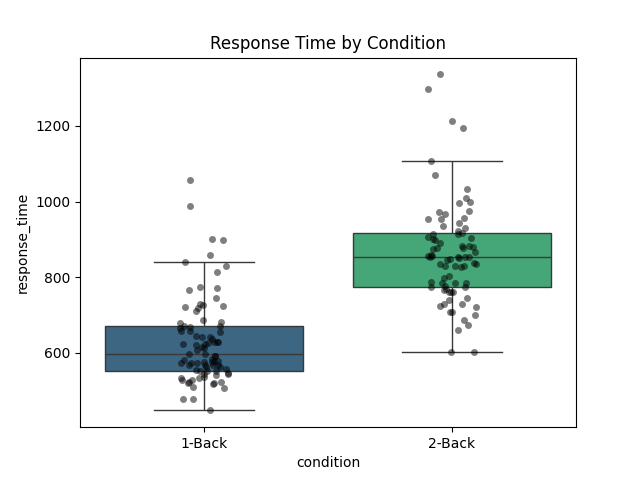 Response Time by Condition
response_time
1200
1000
800
600
1-Back
2-Back
condition